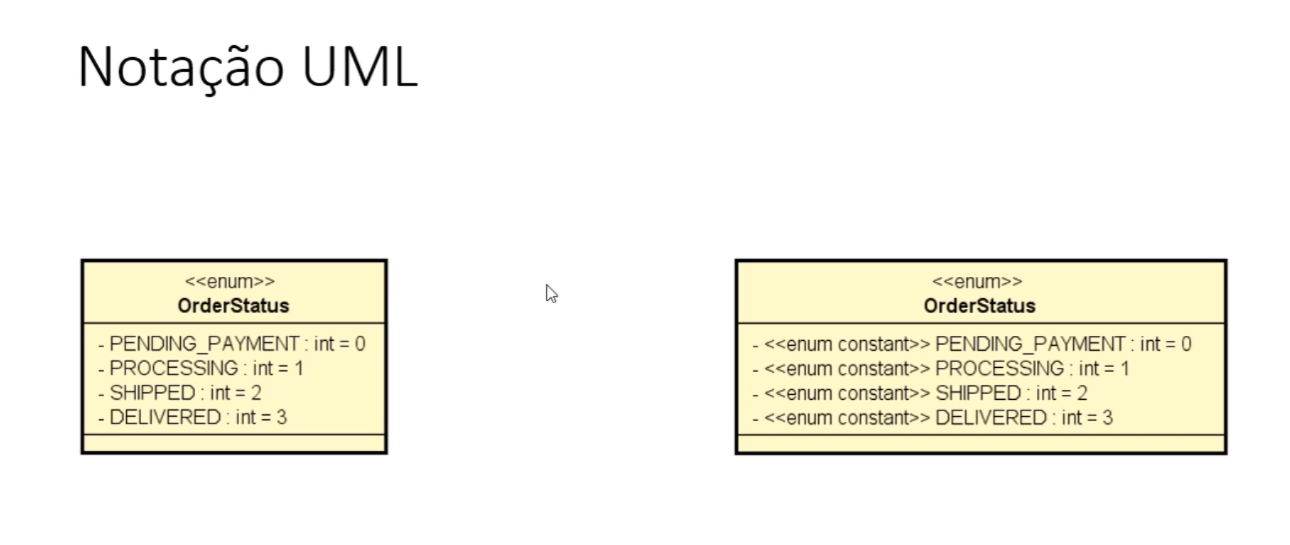 Notação UML
<<enum>>
OrderStatus
- PENDING_PAYMENT : int = 0
- PROCESSING : int = 1
- SHIPPED : int = 2
- DELIVERED : int = 3
<<enum>>
OrderStatus
- <<enum constant>> PENDING_PAYMENT : int = 0
- <<enum constant>> PROCESSING : int = 1
- <<enum constant>> SHIPPED : int = 2
- <<enum constant>> DELIVERED : int = 3